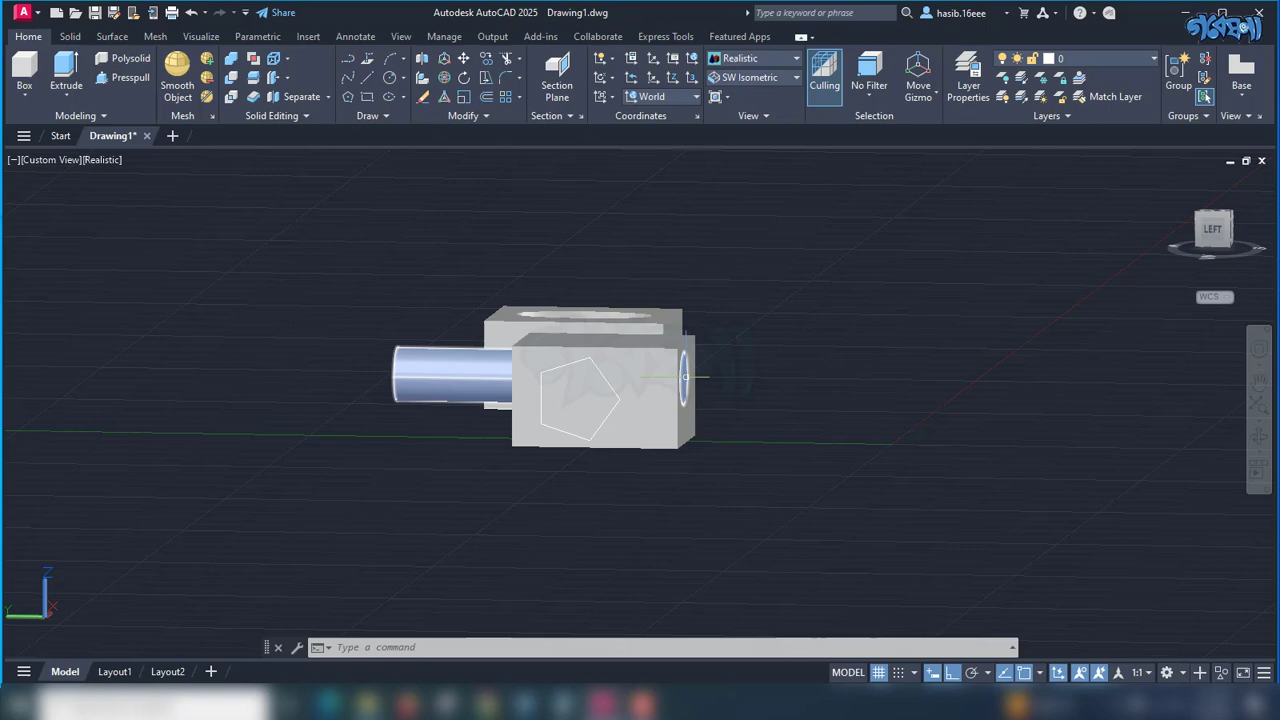 Share
Autodesk AutoCAD 2025 Drawing1.dwg
Type a keyword or phrase
hasib.16eee
Home Solid Surface Mesh Visualize Parametric Insert Annotate View Manage Output Add-ins Collaborate Express Tools Featured Apps
Box
Extrude
Polysolid
Presspull
Smooth
Object
Separate
Section
Plane
World
Realistic
SW Isometric
Culling
No Filter
Move
Gizmo
Layer
Properties
0
Match Layer
Group
Base
Modeling
Mesh
Solid Editing
Draw
Modify
Section
Coordinates
View
Selection
Layers
Groups
View
Start
Drawing1*
[−][Custom View][Realistic]
LEFT
WCS
Z
Y
X
Type a command
Model Layout1 Layout2
MODEL
1:1